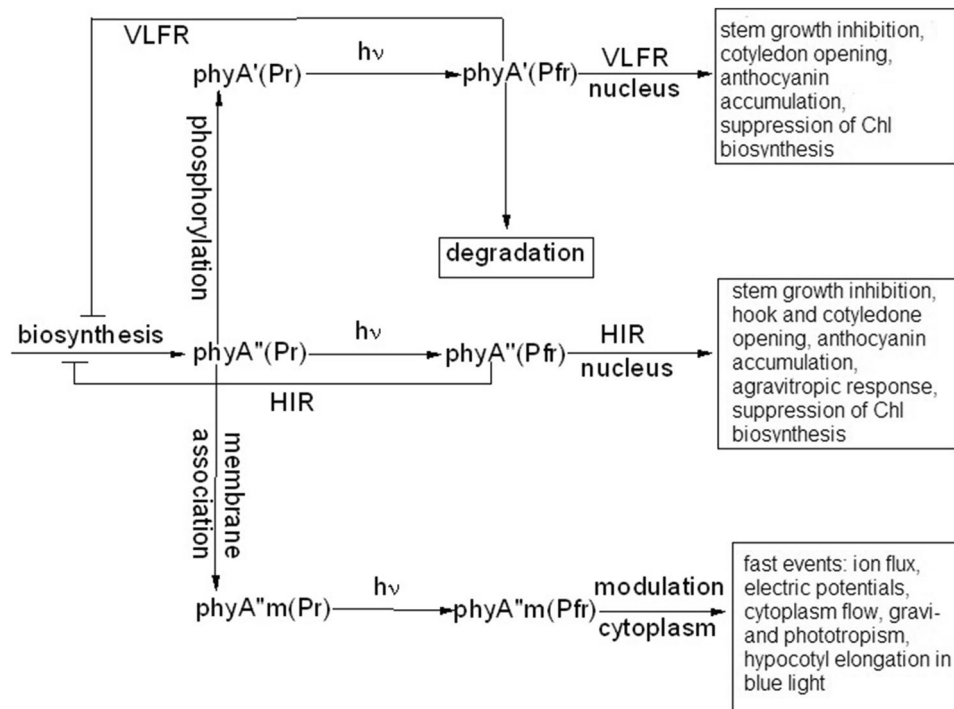 VLFR
hν
phyA'(Pr)
phyA'(Pfr)
VLFR
nucleus
stem growth inhibition,
cotyledon opening,
anthocyanin
accumulation,
suppression of Chl
biosynthesis
phosphorylation
degradation
biosynthesis
phyA"(Pr)
hν
phyA"(Pfr)
HIR
nucleus
HIR
stem growth inhibition,
hook and cotyledone
opening, anthocyanin
accumulation,
agravitropic response,
suppression of Chl
biosynthesis
membrane
association
phyA"m(Pr)
hν
phyA"m(Pfr)
modulation
cytoplasm
fast events: ion flux,
electric potentials,
cytoplasm flow, gravi-
and phototropism,
hypocotyl elongation in
blue light